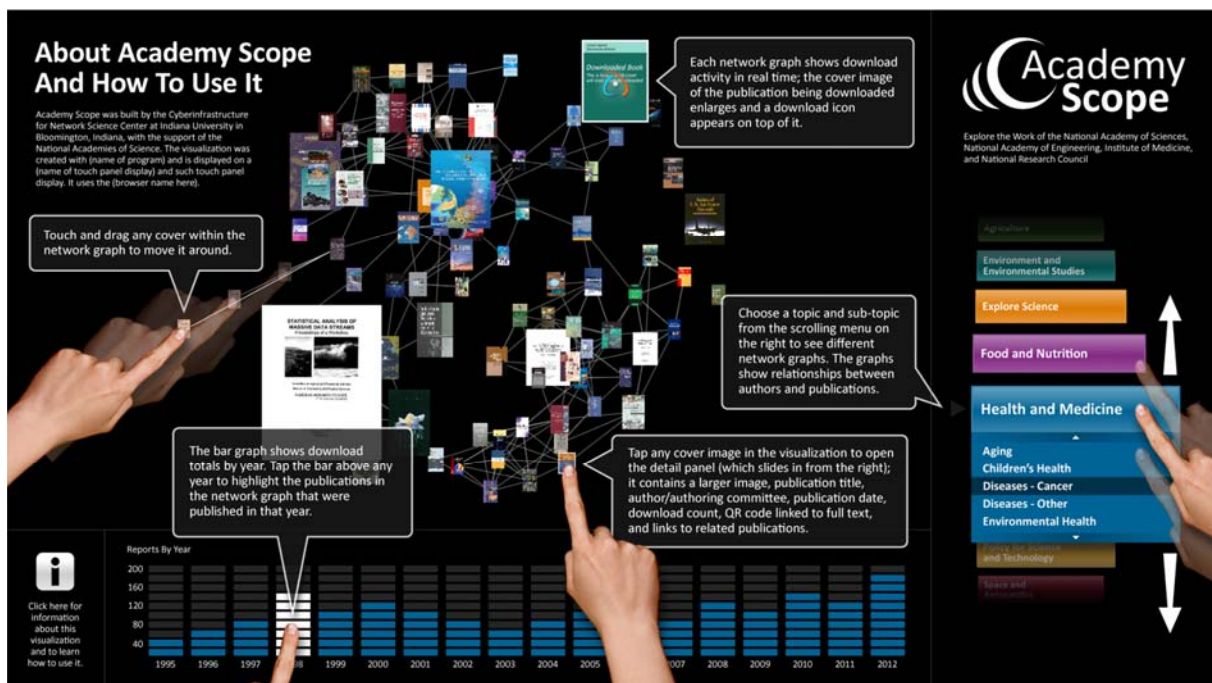 About Academy Scope
And How To Use It
Academy Scope was built by the Cyberinfrastructure
for Network Science Center at Indiana University in
Bloomington, Indiana, with the support of the
National Academies of Science. The visualization was
created with (name of program) and is displayed on a
(name of touch panel display) and such touch panel
display. It uses the (browser name here).
Touch and drag any cover within the
network graph to move it around.
Downloaded Book
Each network graph shows download
activity in real time; the cover image
of the publication being downloaded
enlarges and a download icon
appears on top of it.
STATISTICAL ANALYSIS OF
MASSIVE DATA STREAMS
Proceedings of a Workshop
The bar graph shows download
totals by year. Tap the bar above any
year to highlight the publications in
the network graph that were
published in that year.
Choose a topic and sub-topic
from the scrolling menu on
the right to see different
network graphs. The graphs
show relationships between
authors and publications.
Tap any cover image in the visualization to open
the detail panel (which slides in from the right);
it contains a larger image, publication title,
author/authoring committee, publication date,
download count, QR code linked to full text,
and links to related publications.
Academy
Scope
Explore the Work of the National Academy of Sciences,
National Academy of Engineering, Institute of Medicine,
and National Research Council
Agriculture
Environment and
Environmental Studies
Explore Science
Food and Nutrition
Health and Medicine
Aging
Children's Health
Diseases - Cancer
Diseases - Other
Environmental Health
Policy for Science
and Technology
Space and
i
Click here for
information
about this
visualization
and to learn
how to use it.
Reports By Year
200
160
120
80
40
1995 1996 1997 98 1999 2000 2001 2002 2003 2004 2005 2007 2008 2009 2010 2011 2012